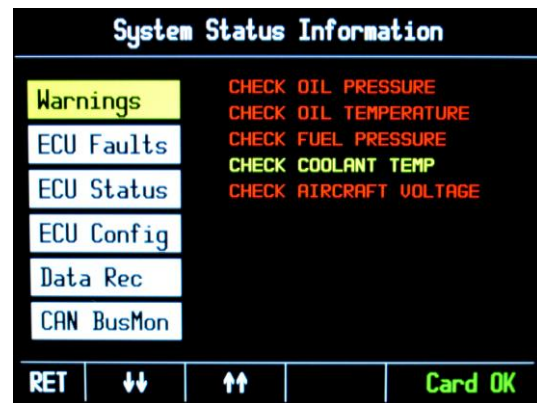 System Status Information
Warnings
ECU Faults
ECU Status
ECU Config
Data Rec
CAN BusMon
CHECK OIL PRESSURE
CHECK OIL TEMPERATURE
CHECK FUEL PRESSURE
CHECK COOLANT TEMP
CHECK AIRCRAFT VOLTAGE
RET ↓↓ ↑↑ Card OK